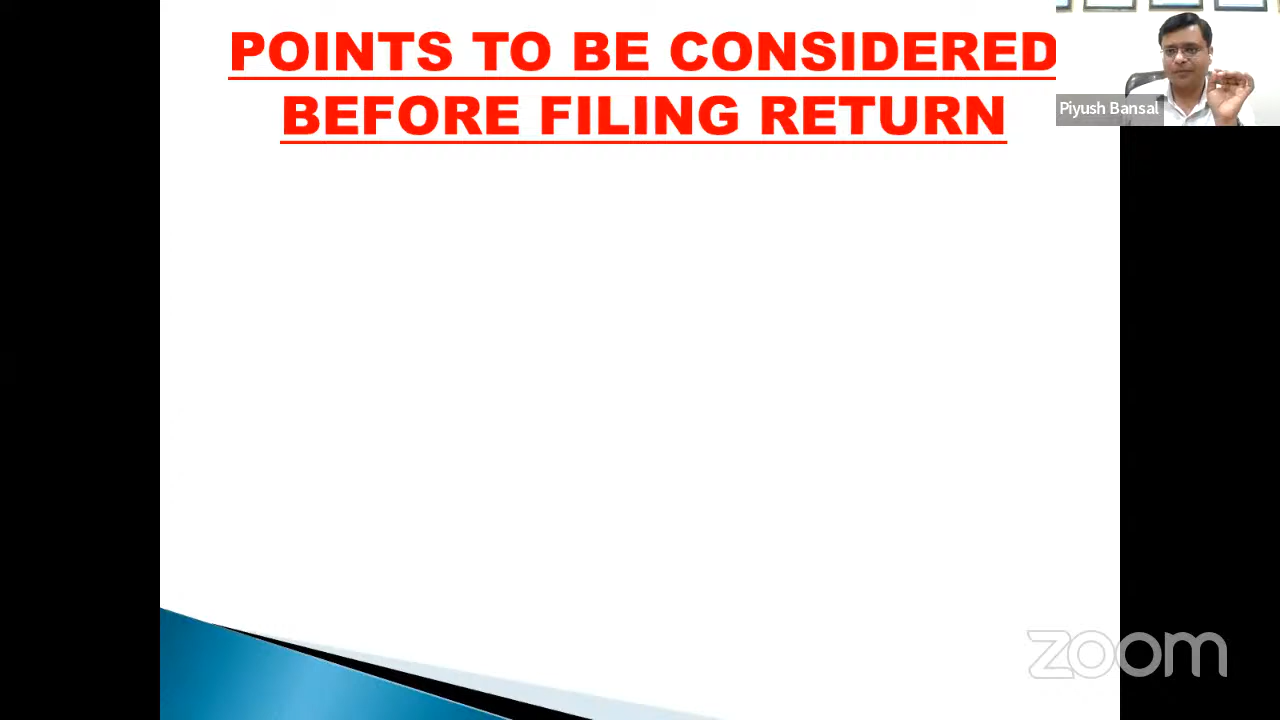 POINTS TO BE CONSIDERED
BEFORE FILING RETURN
Piyush Bansal
zoom